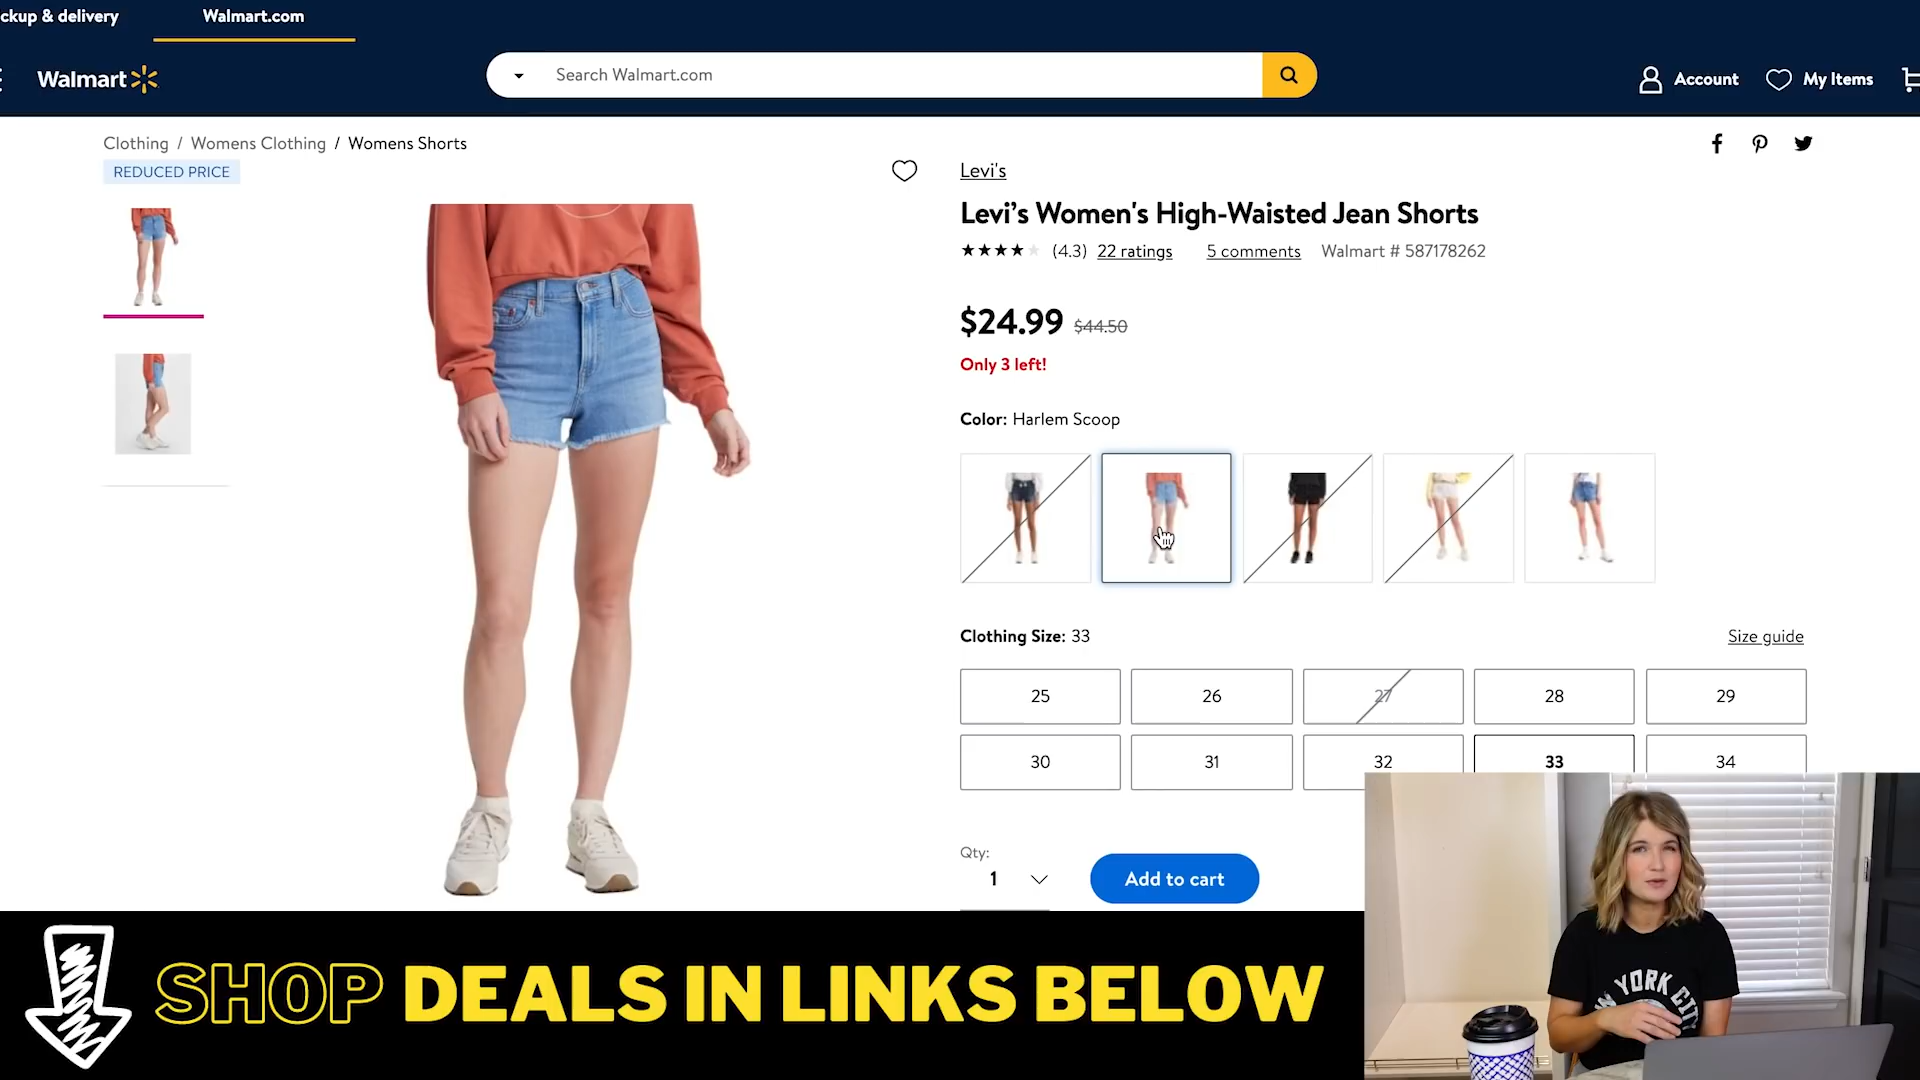 ckup & delivery
Walmart.com
Walmart
Search Walmart.com
Account
My Items
Clothing / Womens Clothing / Womens Shorts
REDUCED PRICE
Levi's
Levi’s Women's High-Waisted Jean Shorts
(4.3) 22 ratings 5 comments Walmart # 587178262
$24.99 $44.50
Only 3 left!
Color: Harlem Scoop
Clothing Size: 33
Size guide
25 26 27 28 29
30 31 32 33 34
Qty:
1
Add to cart
SHOP DEALS IN LINKS BELOW
YORK CITY